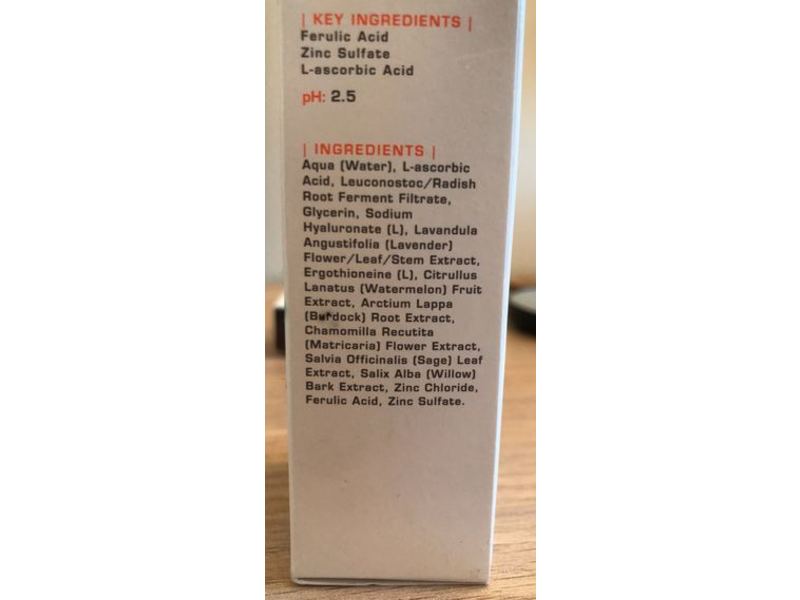 | KEY INGREDIENTS |
Ferulic Acid
Zinc Sulfate
L-ascorbic Acid
pH: 2.5
| INGREDIENTS |
Aqua (Water), L-ascorbic
Acid, Leuconostoc/Radish
Root Ferment Filtrate,
Glycerin, Sodium
Hyaluronate (L), Lavandula
Angustifolia (Lavender)
Flower/Leaf/Stem Extract,
Ergothioneine (L), Citrullus
Lanatus (Watermelon) Fruit
Extract, Arctium Lappa
(Burdock) Root Extract,
Chamomilla Recutita
(Matricaria) Flower Extract,
Salvia Officinalis (Sage) Leaf
Extract, Salix Alba (Willow)
Bark Extract, Zinc Chloride,
Ferulic Acid, Zinc Sulfate.